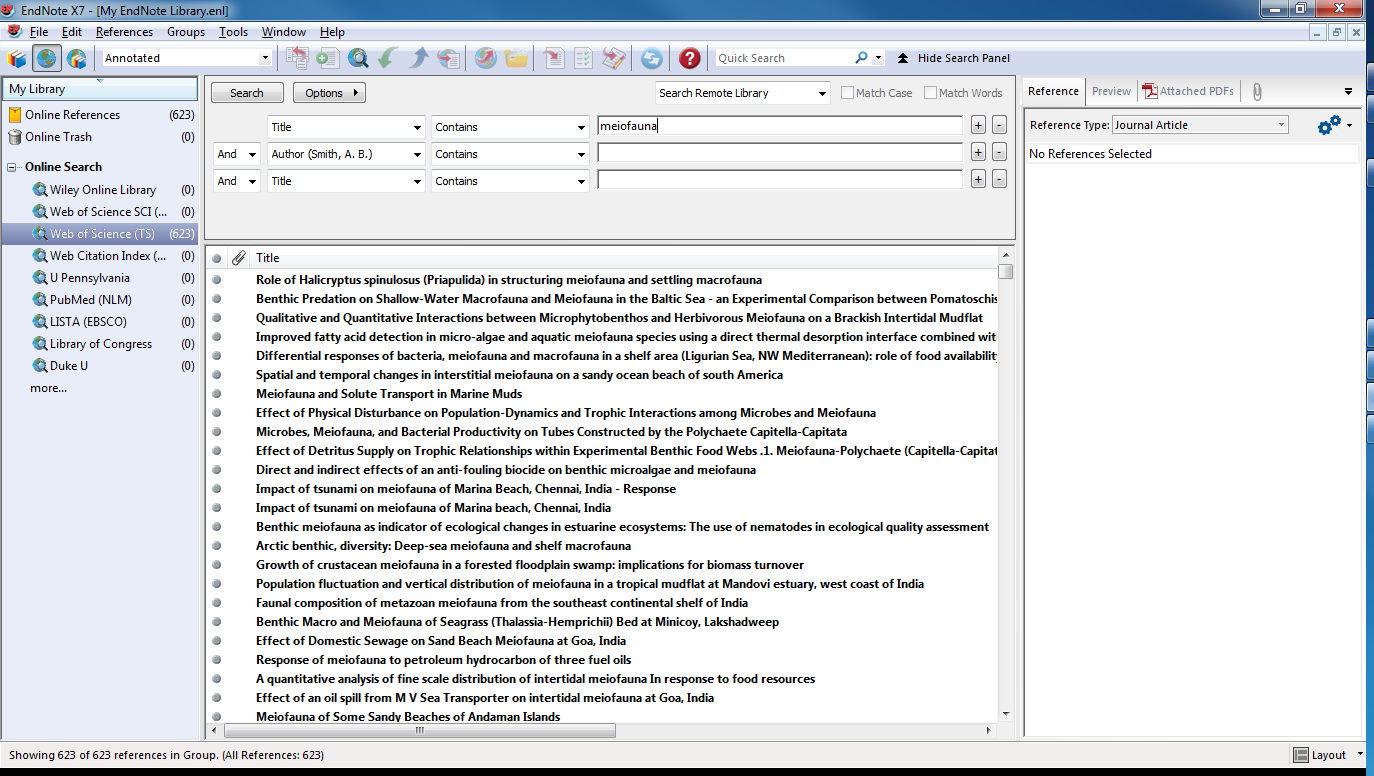 EndNote X7 - [My EndNote Library.enl]
File Edit References Groups Tools Window Help
Annotated
Quick Search
Hide Search Panel
My Library
Online References (623)
Online Trash
Online Search
Wiley Online Library (0)
Web of Science SCI (... (0)
Web of Science (TS) (623)
Web Citation Index (... (0)
U Pennsylvania (0)
PubMed (NLM) (0)
LISTA (EBSCO) (0)
Library of Congress (0)
Duke U (0)
more...
Search Options Search Remote Library Match Case Match Words
Title Contains meiofauna + -
And Author (Smith, A. B.) Contains + -
And Title Contains + -
Title
Role of Halicryptus spinulosus (Priapulida) in structuring meiofauna and settling macrofauna
Benthic Predation on Shallow-Water Macrofauna and Meiofauna in the Baltic Sea - an Experimental Comparison between Pomatoschis
Qualitative and Quantitative Interactions between Microphytobenthos and Herbivorous Meiofauna on a Brackish Intertidal Mudflat
Improved fatty acid detection in micro-algae and aquatic meiofauna species using a direct thermal desorption interface combined wit
Differential responses of bacteria, meiofauna and macrofauna in a shelf area (Ligurian Sea, NW Mediterranean): role of food availability
Spatial and temporal changes in interstitial meiofauna on a sandy ocean beach of south America
Meiofauna and Solute Transport in Marine Muds
Effect of Physical Disturbance on Population-Dynamics and Trophic Interactions among Microbes and Meiofauna
Microbes, Meiofauna, and Bacterial Productivity on Tubes Constructed by the Polychaete Capitella-Capitata
Effect of Detritus Supply on Trophic Relationships within Experimental Benthic Food Webs .1. Meiofauna-Polychaete (Capitella-Capitat
Direct and indirect effects of an anti-fouling biocide on benthic microalgae and meiofauna
Impact of tsunami on meiofauna of Marina Beach, Chennai, India - Response
Impact of tsunami on meiofauna of Marina beach, Chennai, India
Benthic meiofauna as indicator of ecological changes in estuarine ecosystems: The use of nematodes in ecological quality assessment
Arctic benthic, diversity: Deep-sea meiofauna and shelf macrofauna
Growth of crustacean meiofauna in a forested floodplain swamp: implications for biomass turnover
Population fluctuation and vertical distribution of meiofauna in a tropical mudflat at Mandovi estuary, west coast of India
Faunal composition of metazoan meiofauna from the southeast continental shelf of India
Benthic Macro and Meiofauna of Seagrass (Thalassia-Hemprichii) Bed at Minicoy, Lakshadweep
Effect of Domestic Sewage on Sand Beach Meiofauna at Goa, India
Response of meiofauna to petroleum hydrocarbon of three fuel oils
A quantitative analysis of fine scale distribution of intertidal meiofauna In response to food resources
Effect of an oil spill from M V Sea Transporter on intertidal meiofauna at Goa, India
Meiofauna of Some Sandy Beaches of Andaman Islands
Reference Preview Attached PDFs
Reference Type: Journal Article
No References Selected
Showing 623 of 623 references in Group. (All References: 623)
Layout